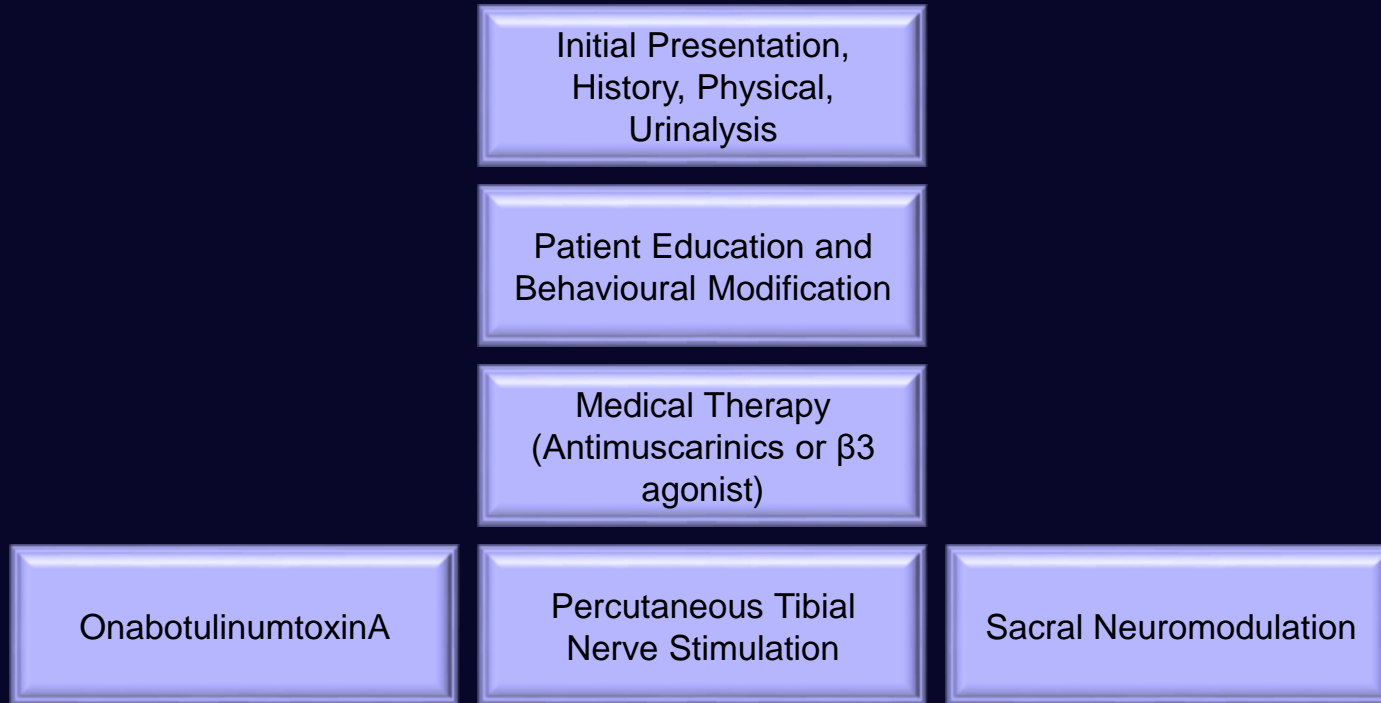 Initial Presentation,
History, Physical,
Urinalysis
Patient Education and
Behavioural Modification
Medical Therapy
(Antimuscarinics or β3
agonist)
OnabotulinumtoxinA
Percutaneous Tibial
Nerve Stimulation
Sacral Neuromodulation